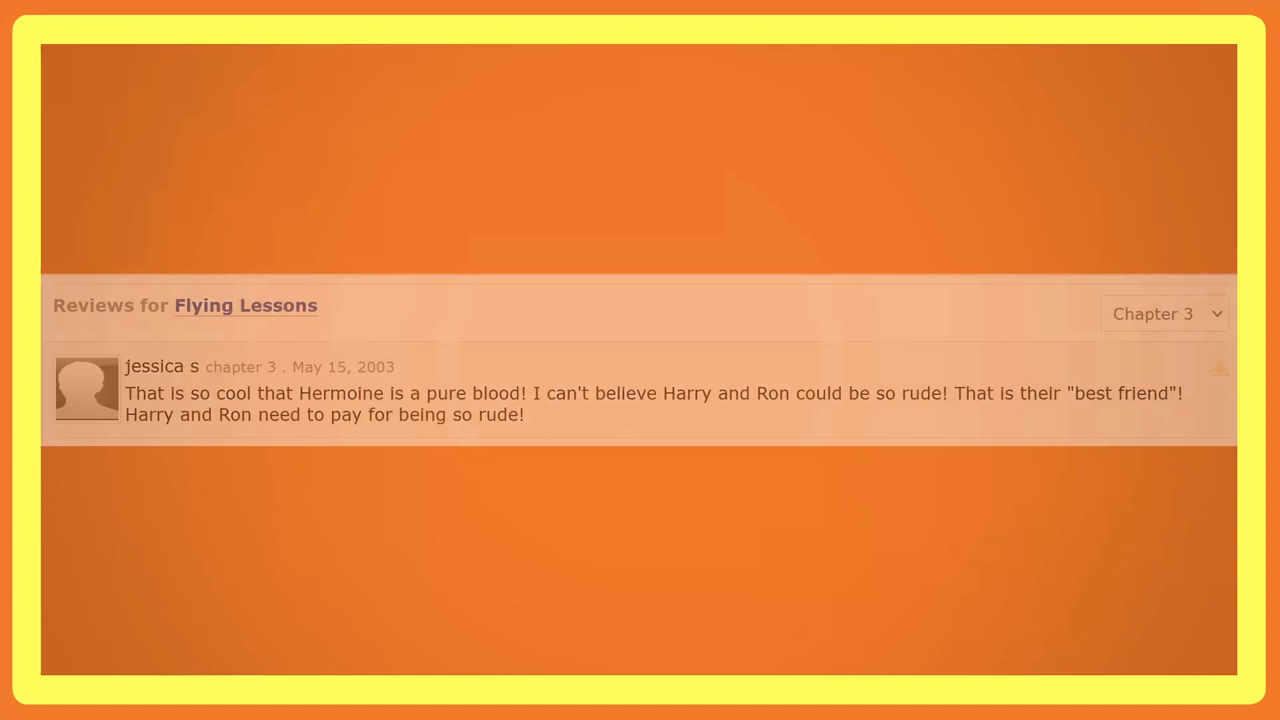 Reviews for Flying Lessons
Chapter 3
jessica s chapter 3 . May 15, 2003
That is so cool that Hermoine is a pure blood! I can't believe Harry and Ron could be so rude! That is their "best friend"!
Harry and Ron need to pay for being so rude!